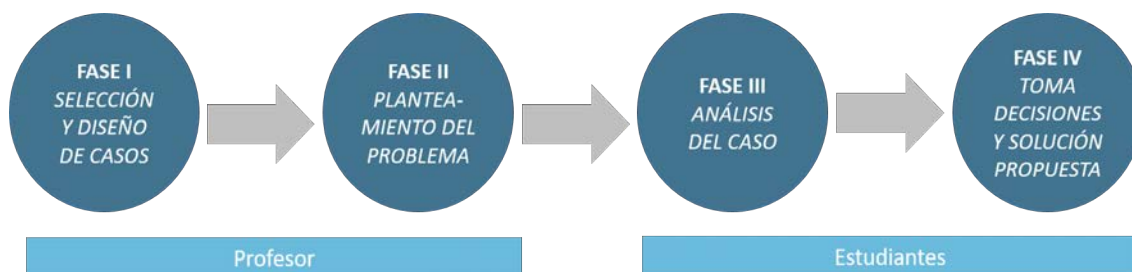 FASE I
SELECCIÓN
Y DISEÑO
DE CASOS
FASE II
PLANTEA-
MIENTO DEL
PROBLEMA
FASE III
ANÁLISIS
DEL CASO
FASE IV
TOMA
DECISIONES
Y SOLUCIÓN
PROPUESTA
Profesor
Estudiantes